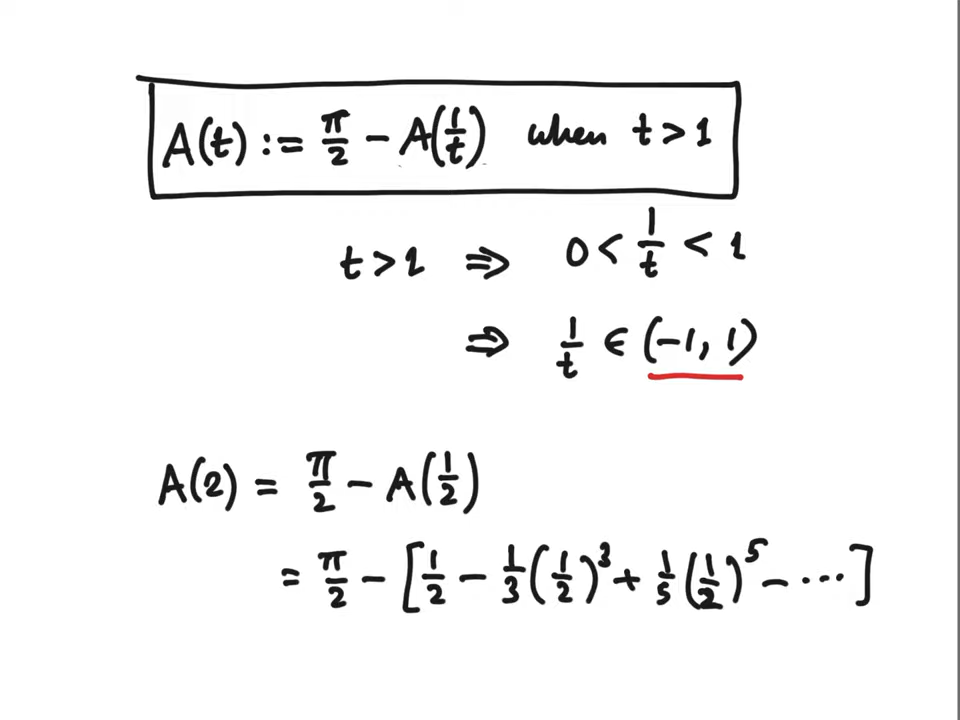 A(t) := π/2 − A(1/t) when t > 1
t > 1 ⇒ 0 < 1/t < 1
⇒ 1/t ∈ (−1, 1)
A(2) = π/2 − A(1/2)
= π/2 − [1/2 − 1/3(1/2)³ + 1/5(1/2)⁵ − ···]